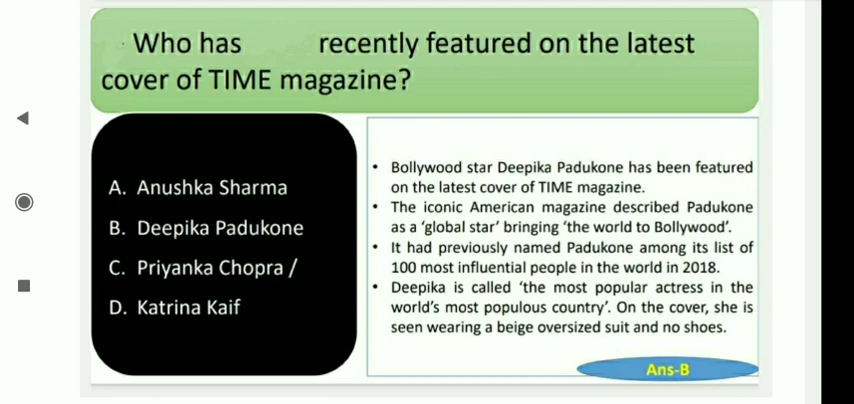 Who has recently featured on the latest
cover of TIME magazine?
A. Anushka Sharma
B. Deepika Padukone
C. Priyanka Chopra /
D. Katrina Kaif
• Bollywood star Deepika Padukone has been featured
on the latest cover of TIME magazine.
• The iconic American magazine described Padukone
as a ‘global star’ bringing ‘the world to Bollywood’.
• It had previously named Padukone among its list of
100 most influential people in the world in 2018.
• Deepika is called ‘the most popular actress in the
world’s most populous country’. On the cover, she is
seen wearing a beige oversized suit and no shoes.
Ans-B